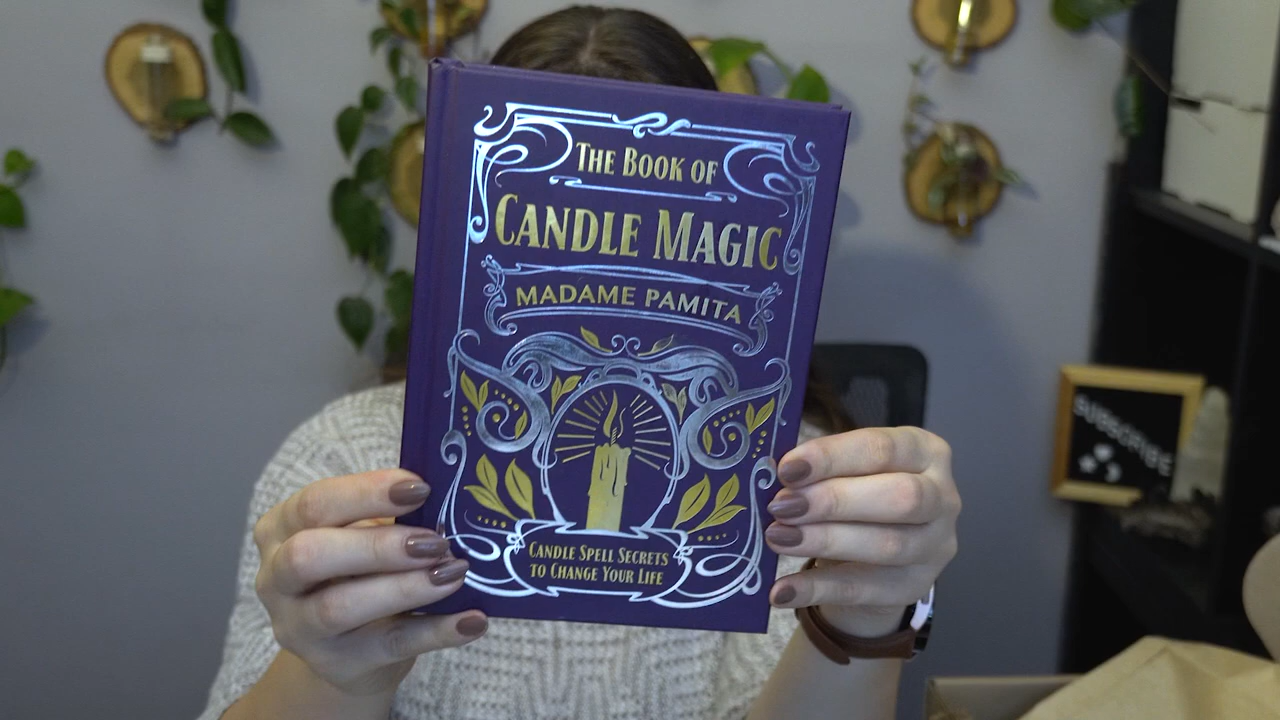 THE BOOK OF
CANDLE MAGIC
MADAME PAMITA
CANDLE SPELL SECRETS
TO CHANGE YOUR LIFE
SUBSCRIBE